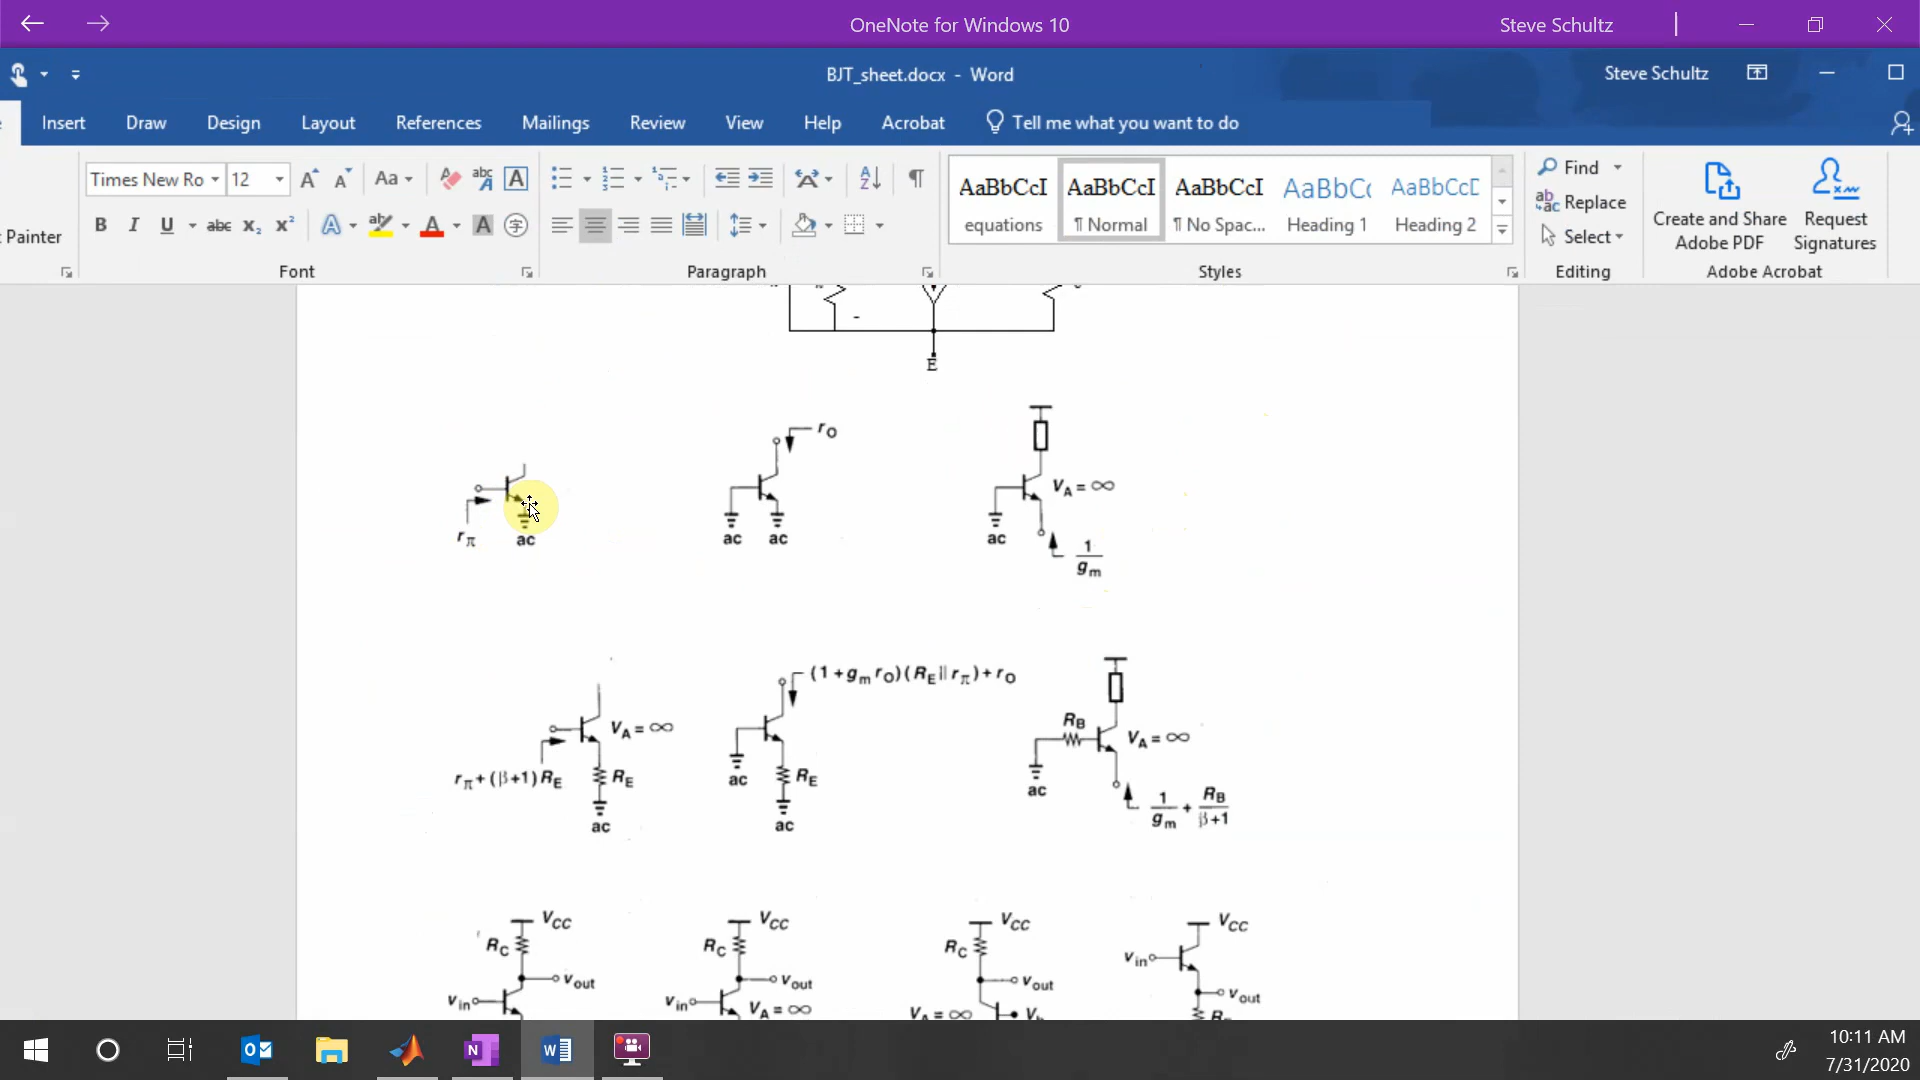 OneNote for Windows 10
Steve Schultz
BJT_sheet.docx - Word
Steve Schultz
Insert
Draw
Design
Layout
References
Mailings
Review
View
Help
Acrobat
Tell me what you want to do
Times New Ro
12
Aa
AaBbCcI
AaBbCcI
AaBbCcI
AaBbCc
AaBbCcD
equations
¶ Normal
¶ No Spac...
Heading 1
Heading 2
Find
Replace
Select
Create and Share
Adobe PDF
Request
Signatures
Painter
Font
Paragraph
Styles
Editing
Adobe Acrobat
-
E
rπ
ac
rO
ac ac
VA = ∞
ac
1/gm
VA = ∞
rπ + (β+1) RE
RE
ac
(1 + gm rO) (RE || rπ) + rO
ac
RE
ac
RB
VA = ∞
ac
1/gm + RB/β+1
VCC
RC
Vout
Vin
VCC
RC
Vout
Vin
VA = ∞
VCC
RC
Vout
VA = ∞
VCC
Vin
Vout
10:11 AM
7/31/2020